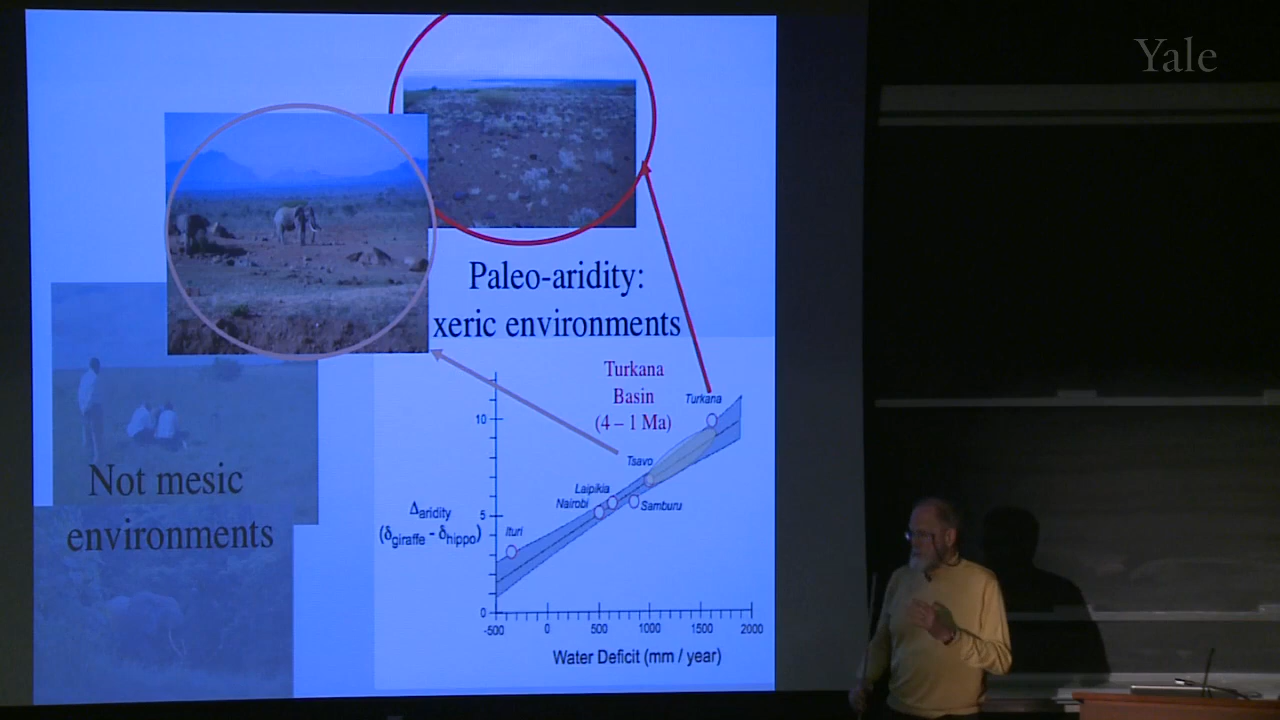 Yale
Paleo-aridity:
xeric environments
Not mesic
environments
Turkana
Basin
(4 – 1 Ma)
Turkana
Tsavo
Laipikia
Nairobi
Samburu
Ituri
Δaridity
(δgiraffe - δhippo)
10
5
0
-500 0 500 1000 1500 2000
Water Deficit (mm / year)